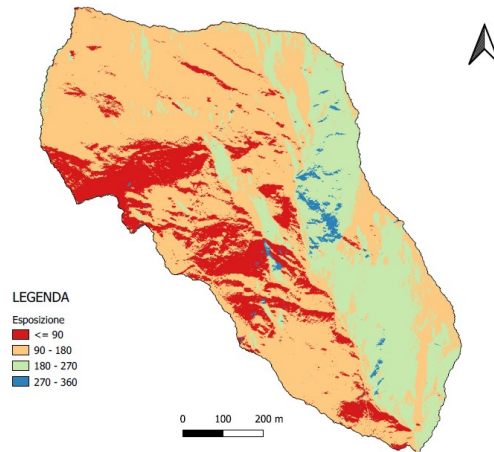 LEGENDA
Esposizione
<= 90
90 - 180
180 - 270
270 - 360
0 100 200 m